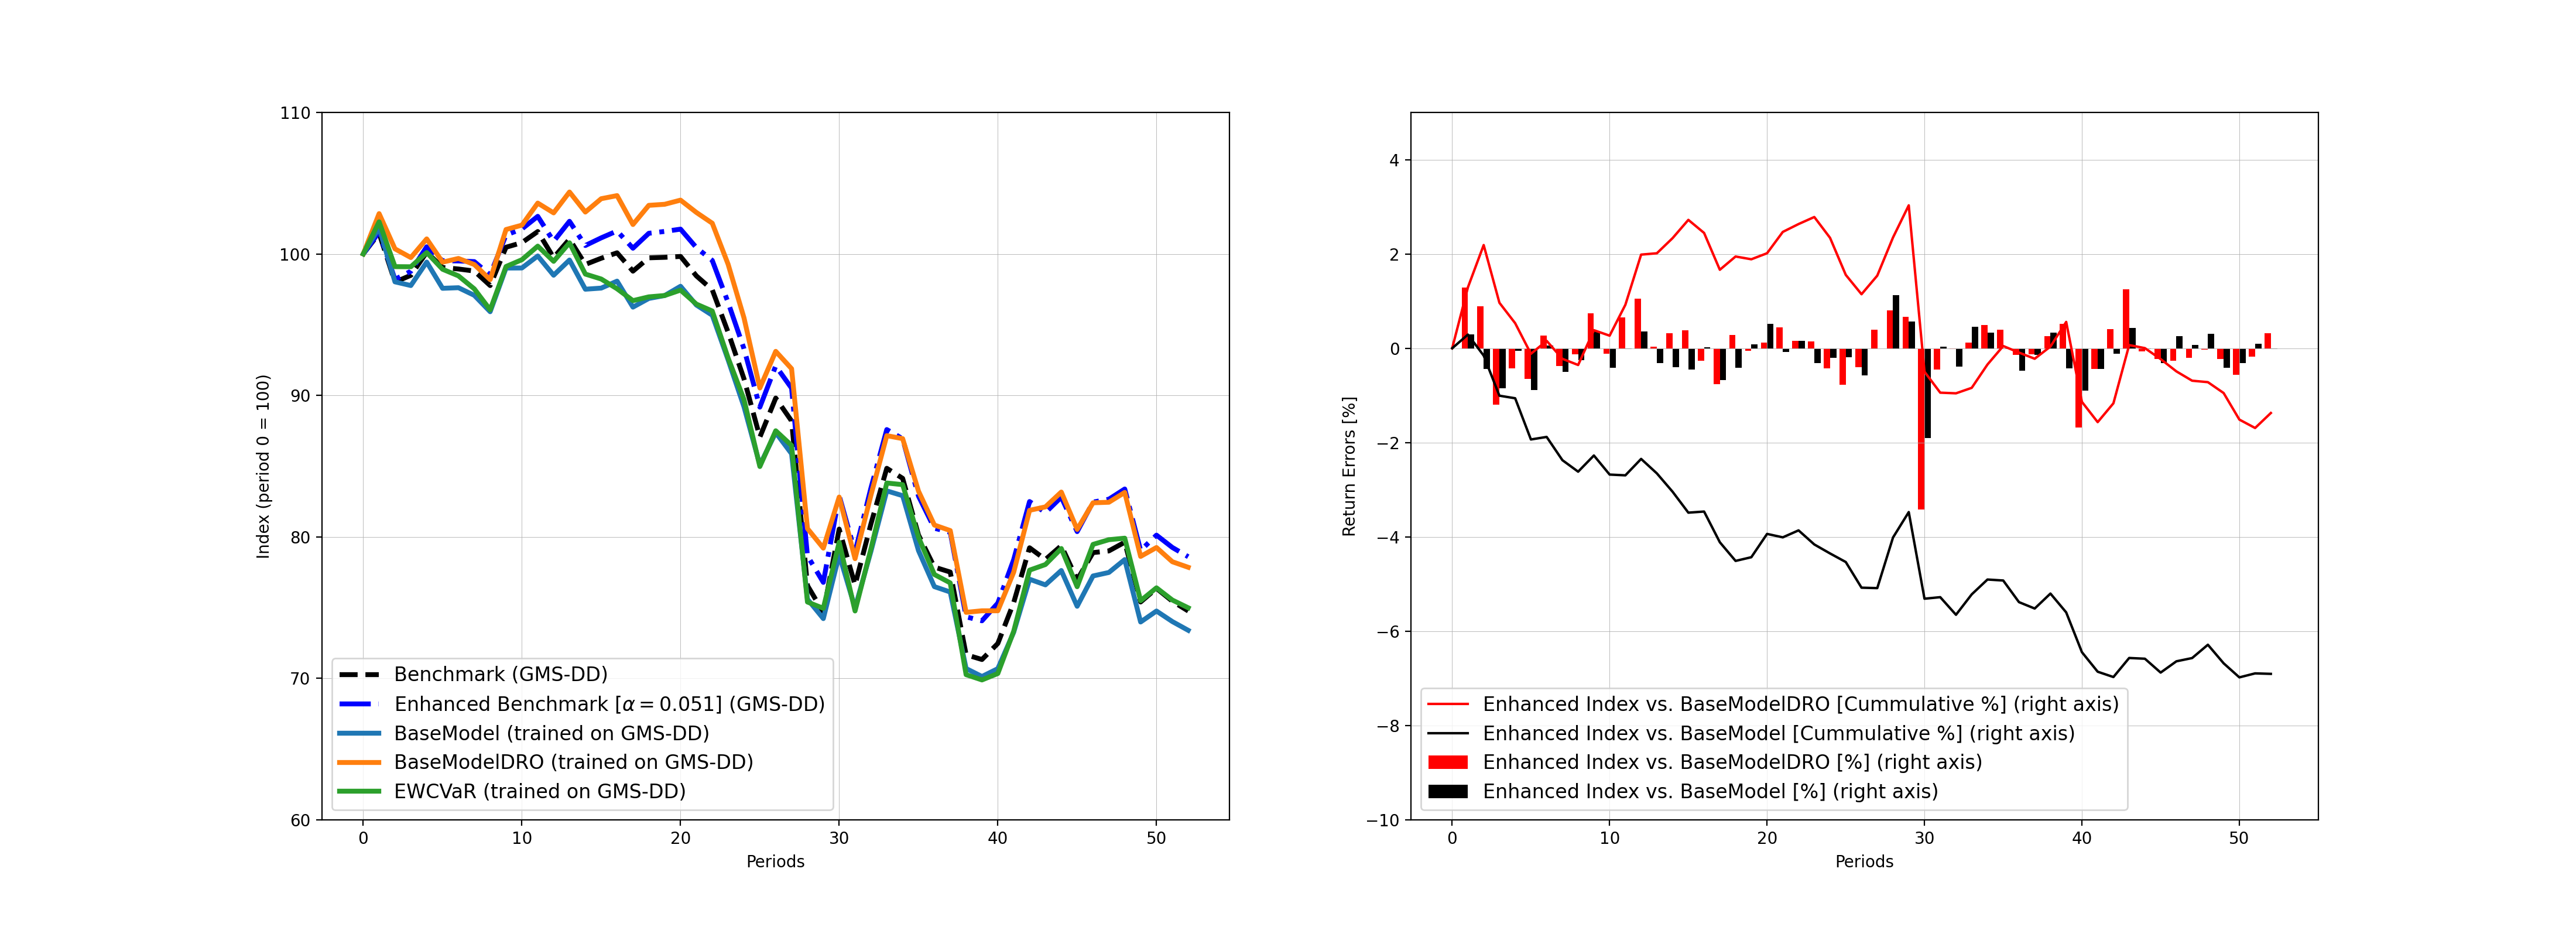 110
100
90
80
70
60
Index (period 0 = 100)
Benchmark (GMS-DD)
Enhanced Benchmark [α = 0.051] (GMS-DD)
BaseModel (trained on GMS-DD)
BaseModelDRO (trained on GMS-DD)
EWCVaR (trained on GMS-DD)
0 10 20 30 40 50
Periods
4
2
0
−2
−4
−6
−8
−10
Return Errors [%]
Enhanced Index vs. BaseModelDRO [Cummulative %] (right axis)
Enhanced Index vs. BaseModel [Cummulative %] (right axis)
Enhanced Index vs. BaseModelDRO [%] (right axis)
Enhanced Index vs. BaseModel [%] (right axis)
0 10 20 30 40 50
Periods